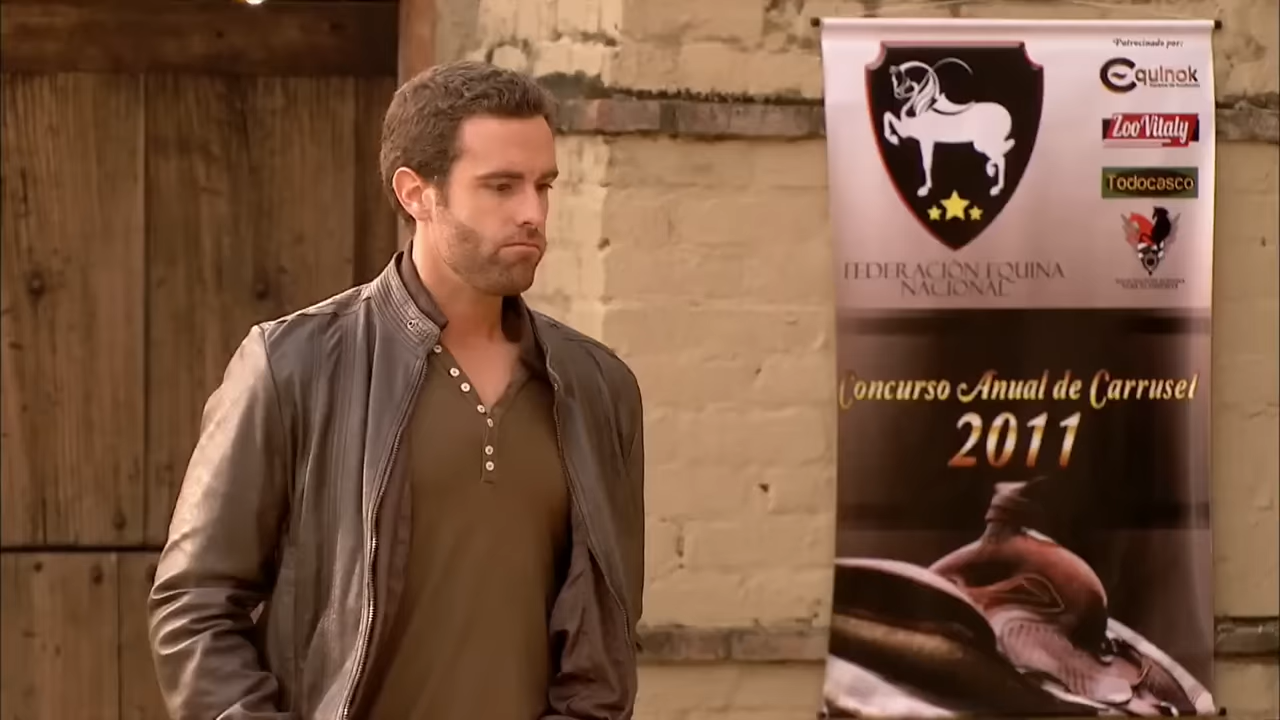 Patrocinado por:
Equinok
ZooVitaly
Todocasco
FEDERACIÓN EQUINA
NACIONAL
Concurso Anual de Carrusel
2011